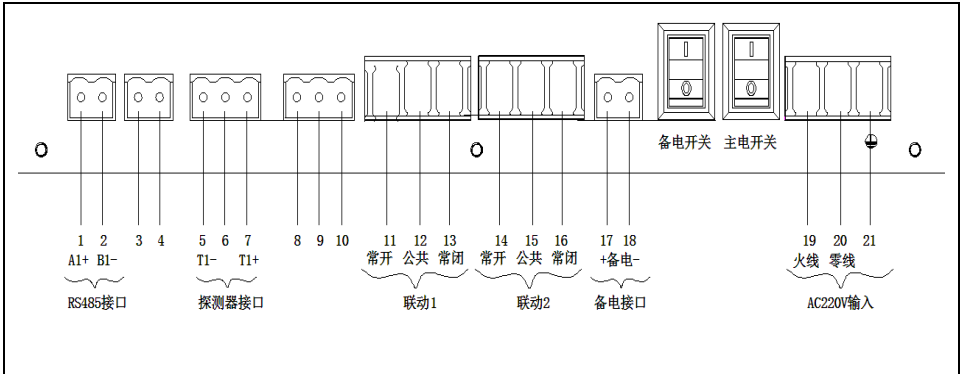 备电开关 主电开关
1 2 3 4 5 6 7 8 9 10 11 12 13 14 15 16 17 18 19 20 21
A1+ B1- T1- T1+ 常开 公共 常闭 常开 公共 常闭 +备电- 火线 零线
RS485接口 探测器接口 联动1 联动2 备电接口 AC220V输入